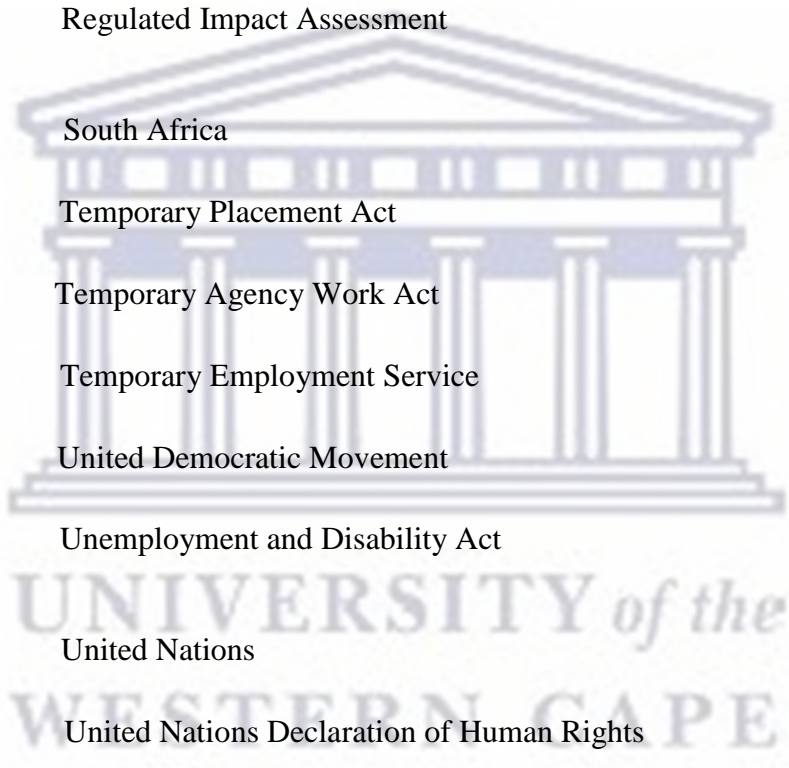 Regulated Impact Assessment
South Africa
Temporary Placement Act
Temporary Agency Work Act
Temporary Employment Service
United Democratic Movement
Unemployment and Disability Act
UNIVERSITY of the
United Nations
WESTERN CAPE
United Nations Declaration of Human Rights